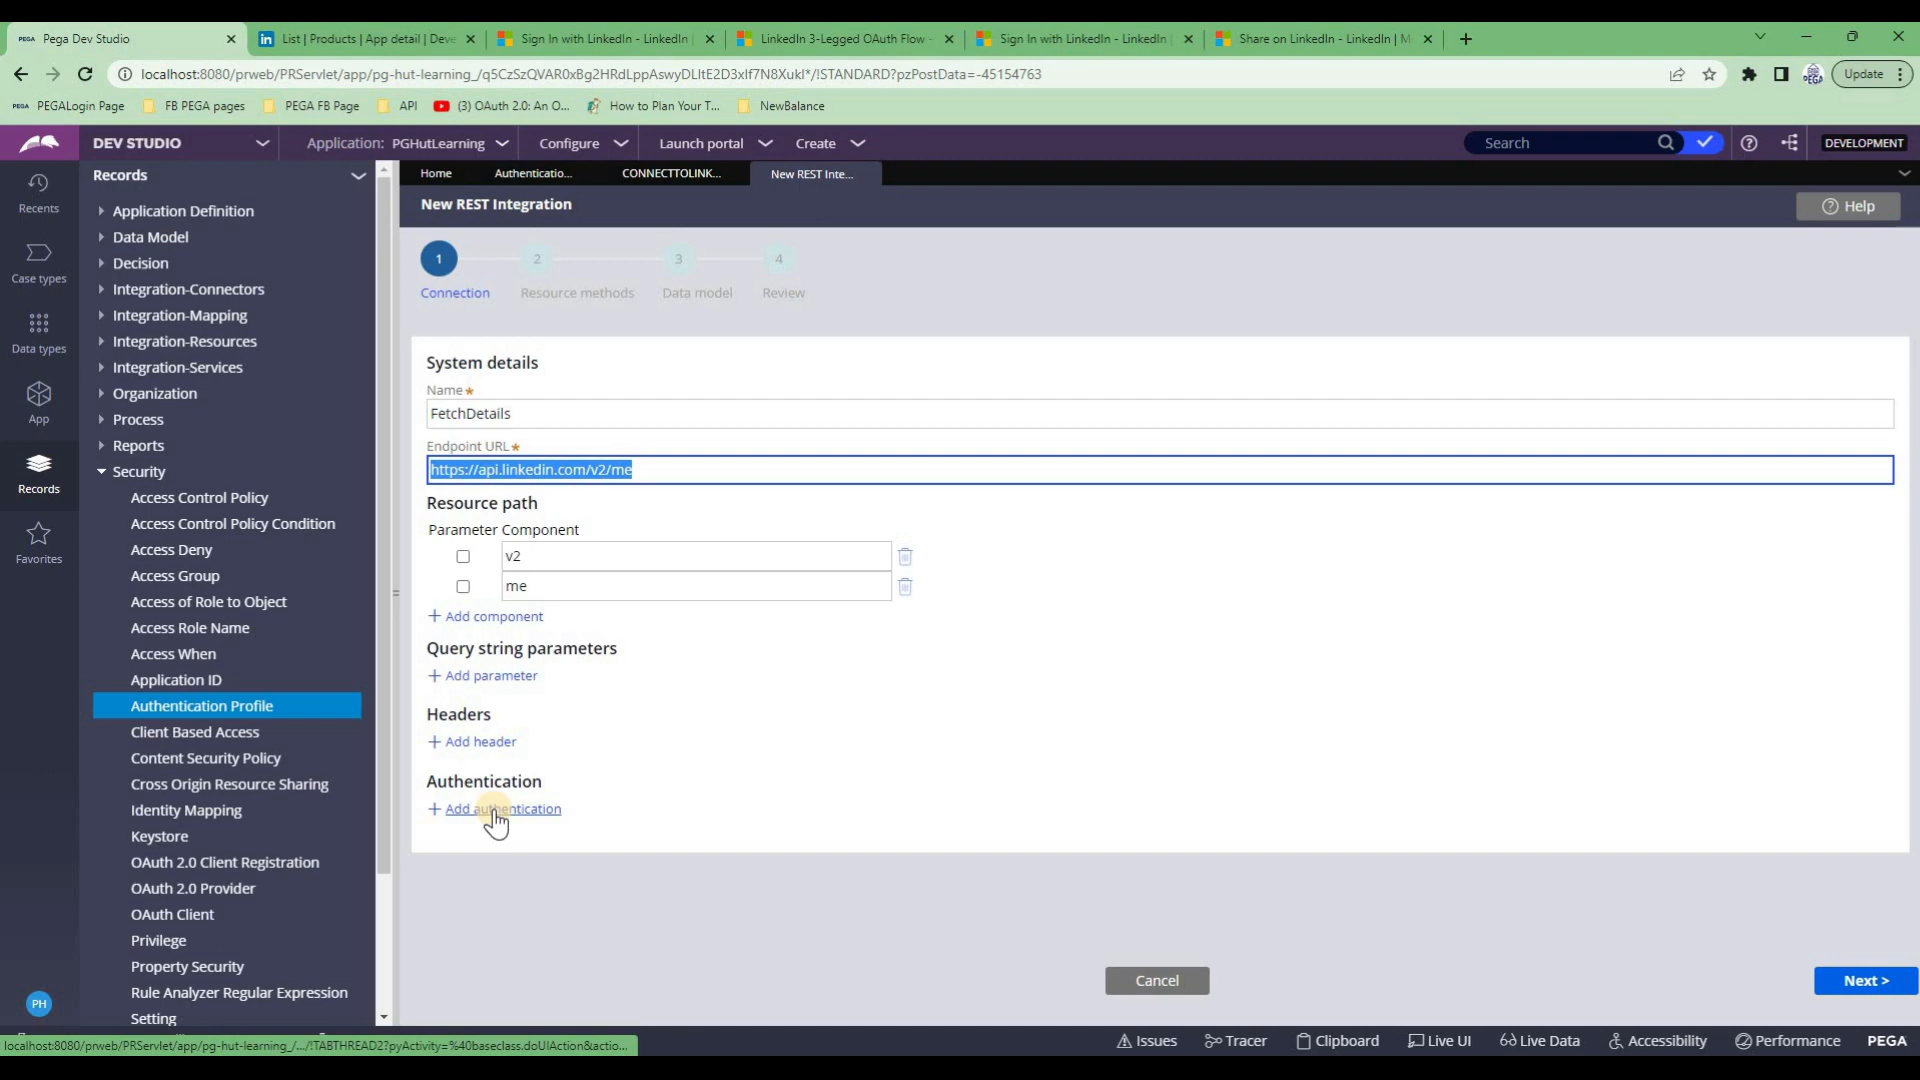 PEGA Pega Dev Studio
List | Products | App detail | Deve
Sign In with LinkedIn - LinkedIn
LinkedIn 3-Legged OAuth Flow -
Sign In with LinkedIn - LinkedIn
Share on LinkedIn - LinkedIn | M
localhost:8080/prweb/PRServlet/app/pg-hut-learning_/q5CzSzQVAR0xBg2HRdLppAswyDLltE2D3xIf7N8XukI*/!STANDARD?pzPostData=-45154763
Update
PEGA PEGALogin Page
FB PEGA pages
PEGA FB Page
API
(3) OAuth 2.0: An O...
How to Plan Your T...
NewBalance
DEV STUDIO
Application: PGHutLearning
Configure
Launch portal
Create
Search
DEVELOPMENT
Recents
Case types
Data types
App
Records
Favorites
PH
Records
Application Definition
Data Model
Decision
Integration-Connectors
Integration-Mapping
Integration-Resources
Integration-Services
Organization
Process
Reports
Security
Access Control Policy
Access Control Policy Condition
Access Deny
Access Group
Access of Role to Object
Access Role Name
Access When
Application ID
Authentication Profile
Client Based Access
Content Security Policy
Cross Origin Resource Sharing
Identity Mapping
Keystore
OAuth 2.0 Client Registration
OAuth 2.0 Provider
OAuth Client
Privilege
Property Security
Rule Analyzer Regular Expression
Setting
Home
Authenticatio...
CONNECTTOLINK...
New REST Inte...
New REST Integration
Help
1
2
3
4
Connection
Resource methods
Data model
Review
System details
Name★
FetchDetails
Endpoint URL★
https://api.linkedin.com/v2/me
Resource path
Parameter Component
v2
me
+ Add component
Query string parameters
+ Add parameter
Headers
+ Add header
Authentication
+ Add authentication
Cancel
Next >
localhost:8080/prweb/PRServlet/app/pg-hut-learning_/.../!TABTHREAD2?pyActivity=%40baseclass.doUIAction&actio...
Issues
Tracer
Clipboard
Live UI
Live Data
Accessibility
Performance
PEGA